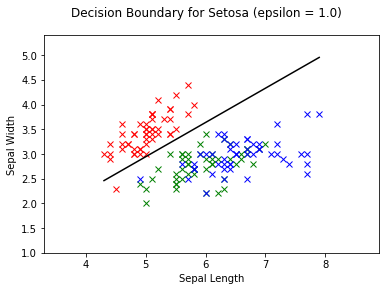 Decision Boundary for Setosa (epsilon = 1.0)
5.0
4.5
4.0
3.5
3.0
2.5
2.0
1.5
1.0
Sepal Width
4 5 6 7 8
Sepal Length